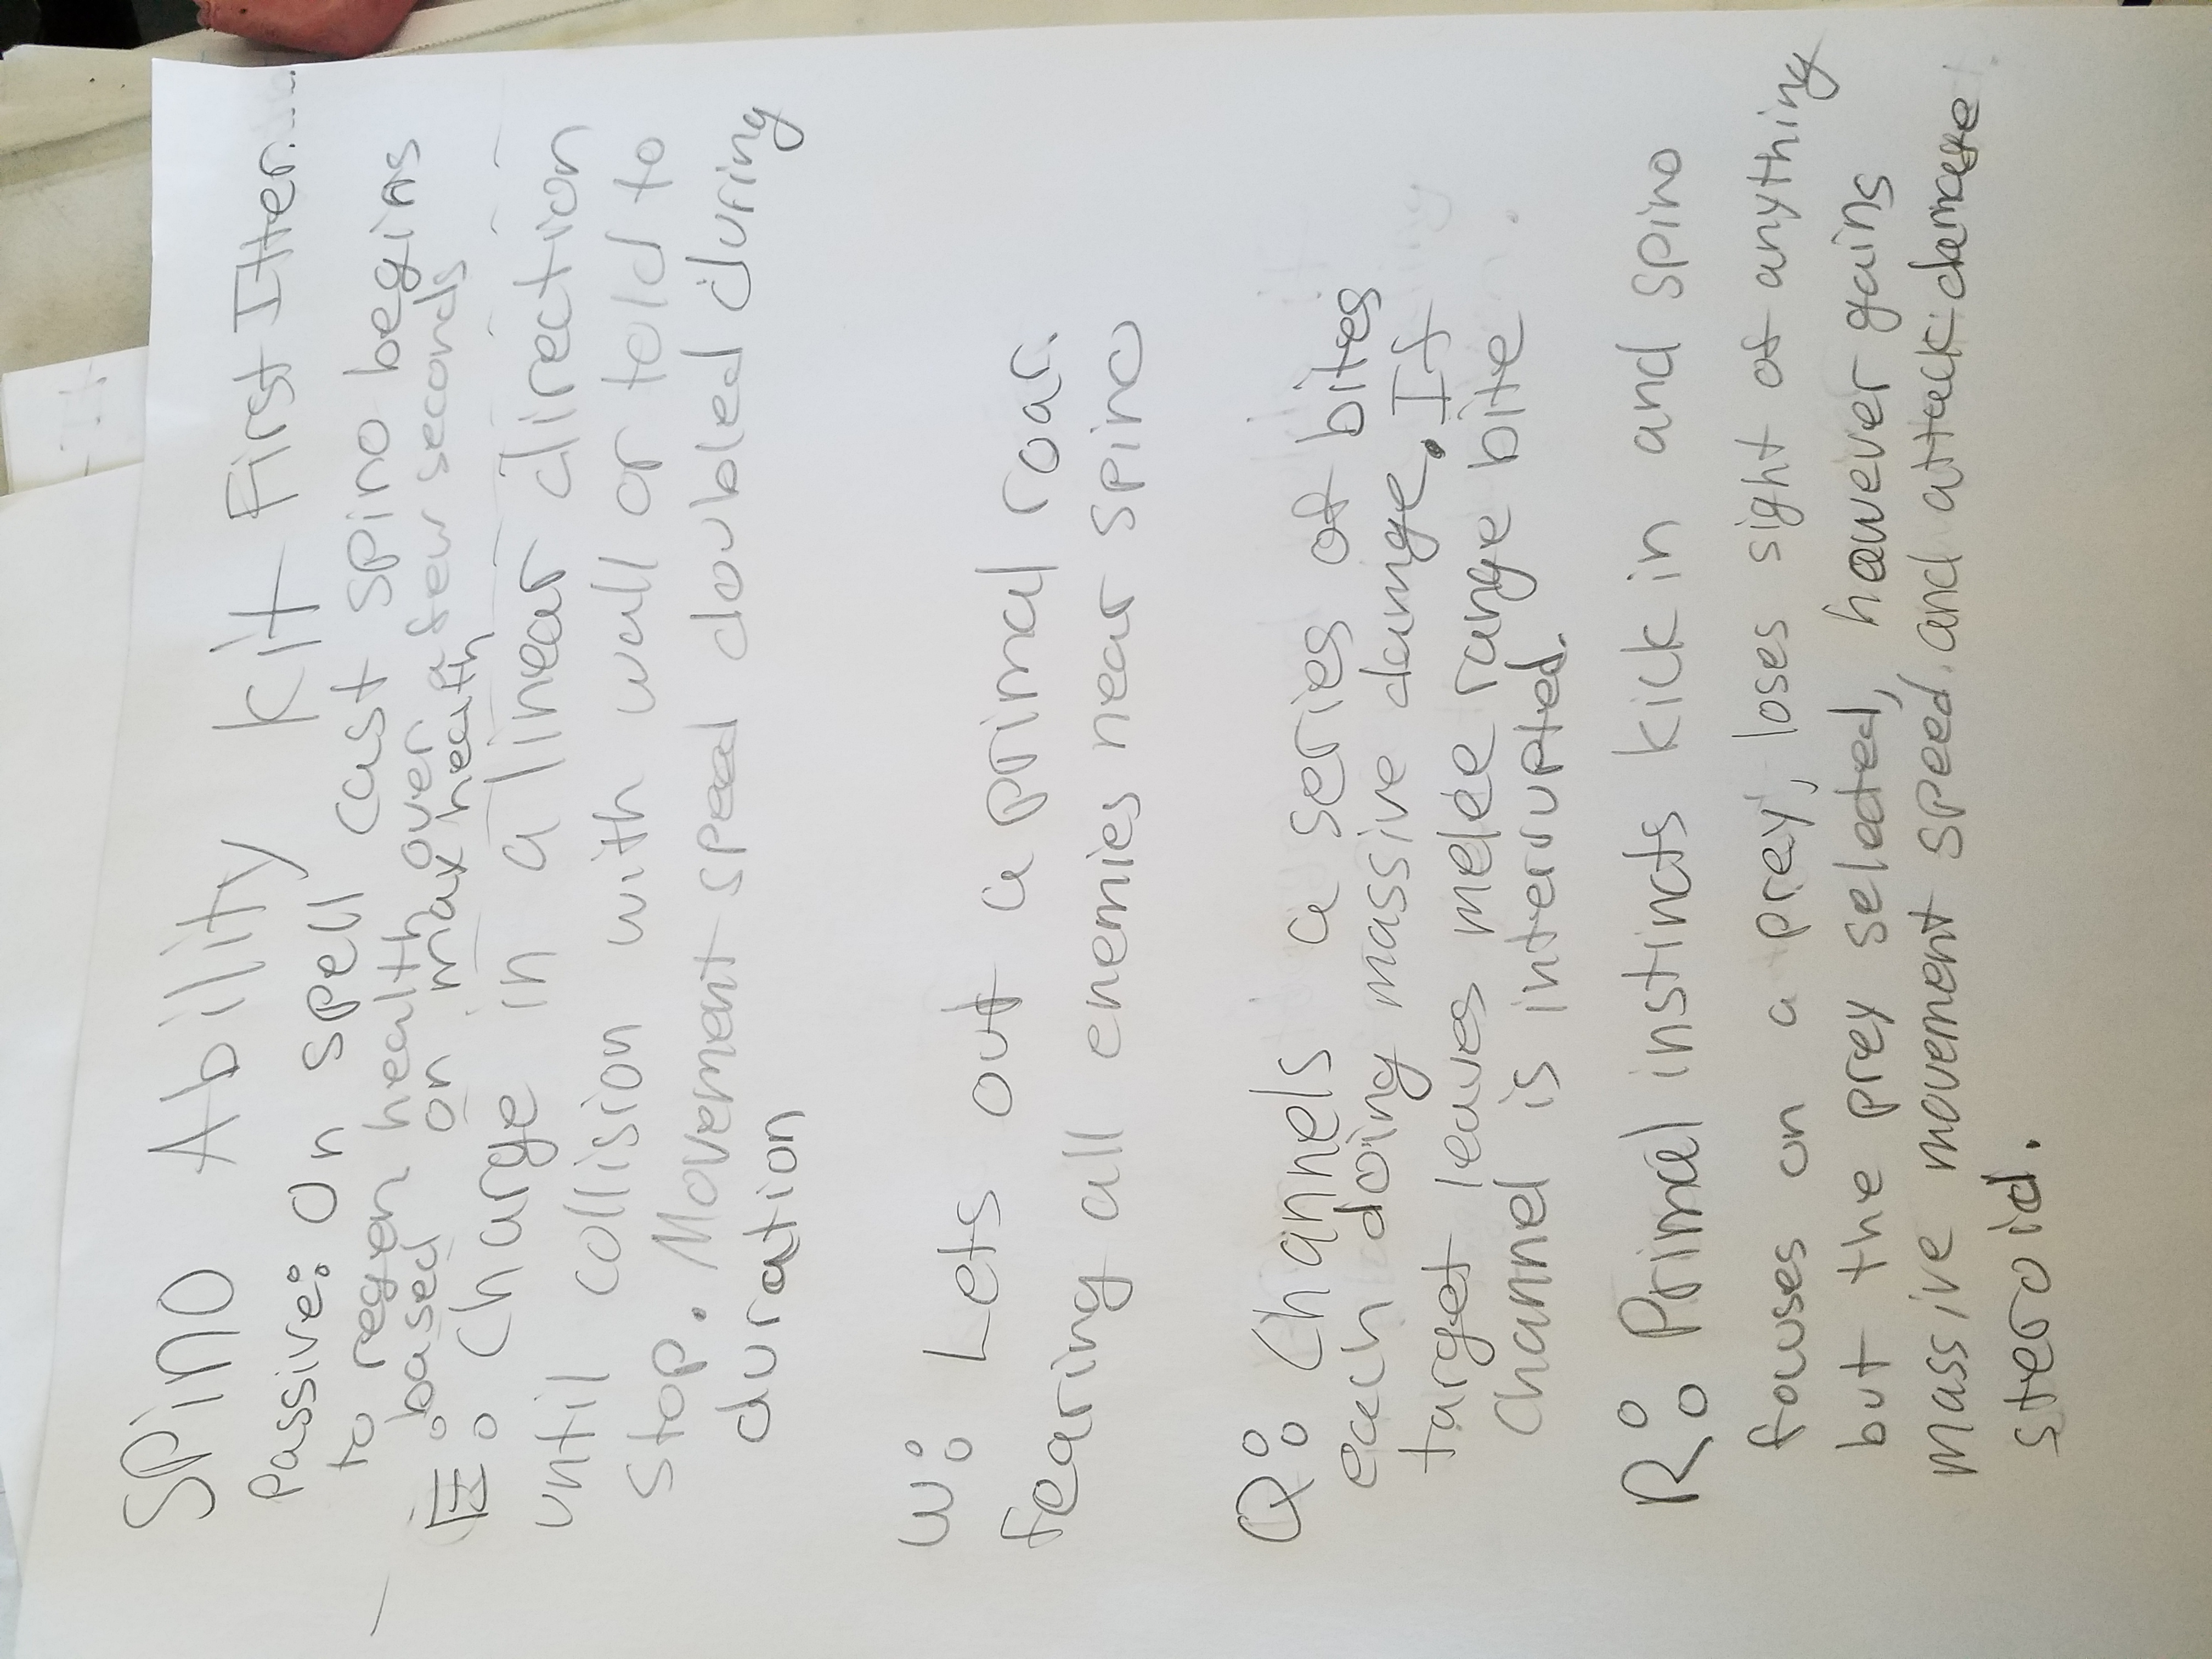 SPino Ability Kit First Itter.....
Passive: On spell cast spino begins
to regen health over a few seconds
based on max health
E: Charge in a linear direction
until collision with wall or told to
stop. Movement speed doubled during
duration
W: Lets out a primal roar.
fearing all enemies near spino
Q: Channels a series of bites
each doing massive damge. If
target leaves melee range bite
Channel is interrupted.
R: Primal instincts kick in and spino
focuses on a prey, loses sight of anything
but the prey selected, however gains
massive movement speed and attack damage
steroid.